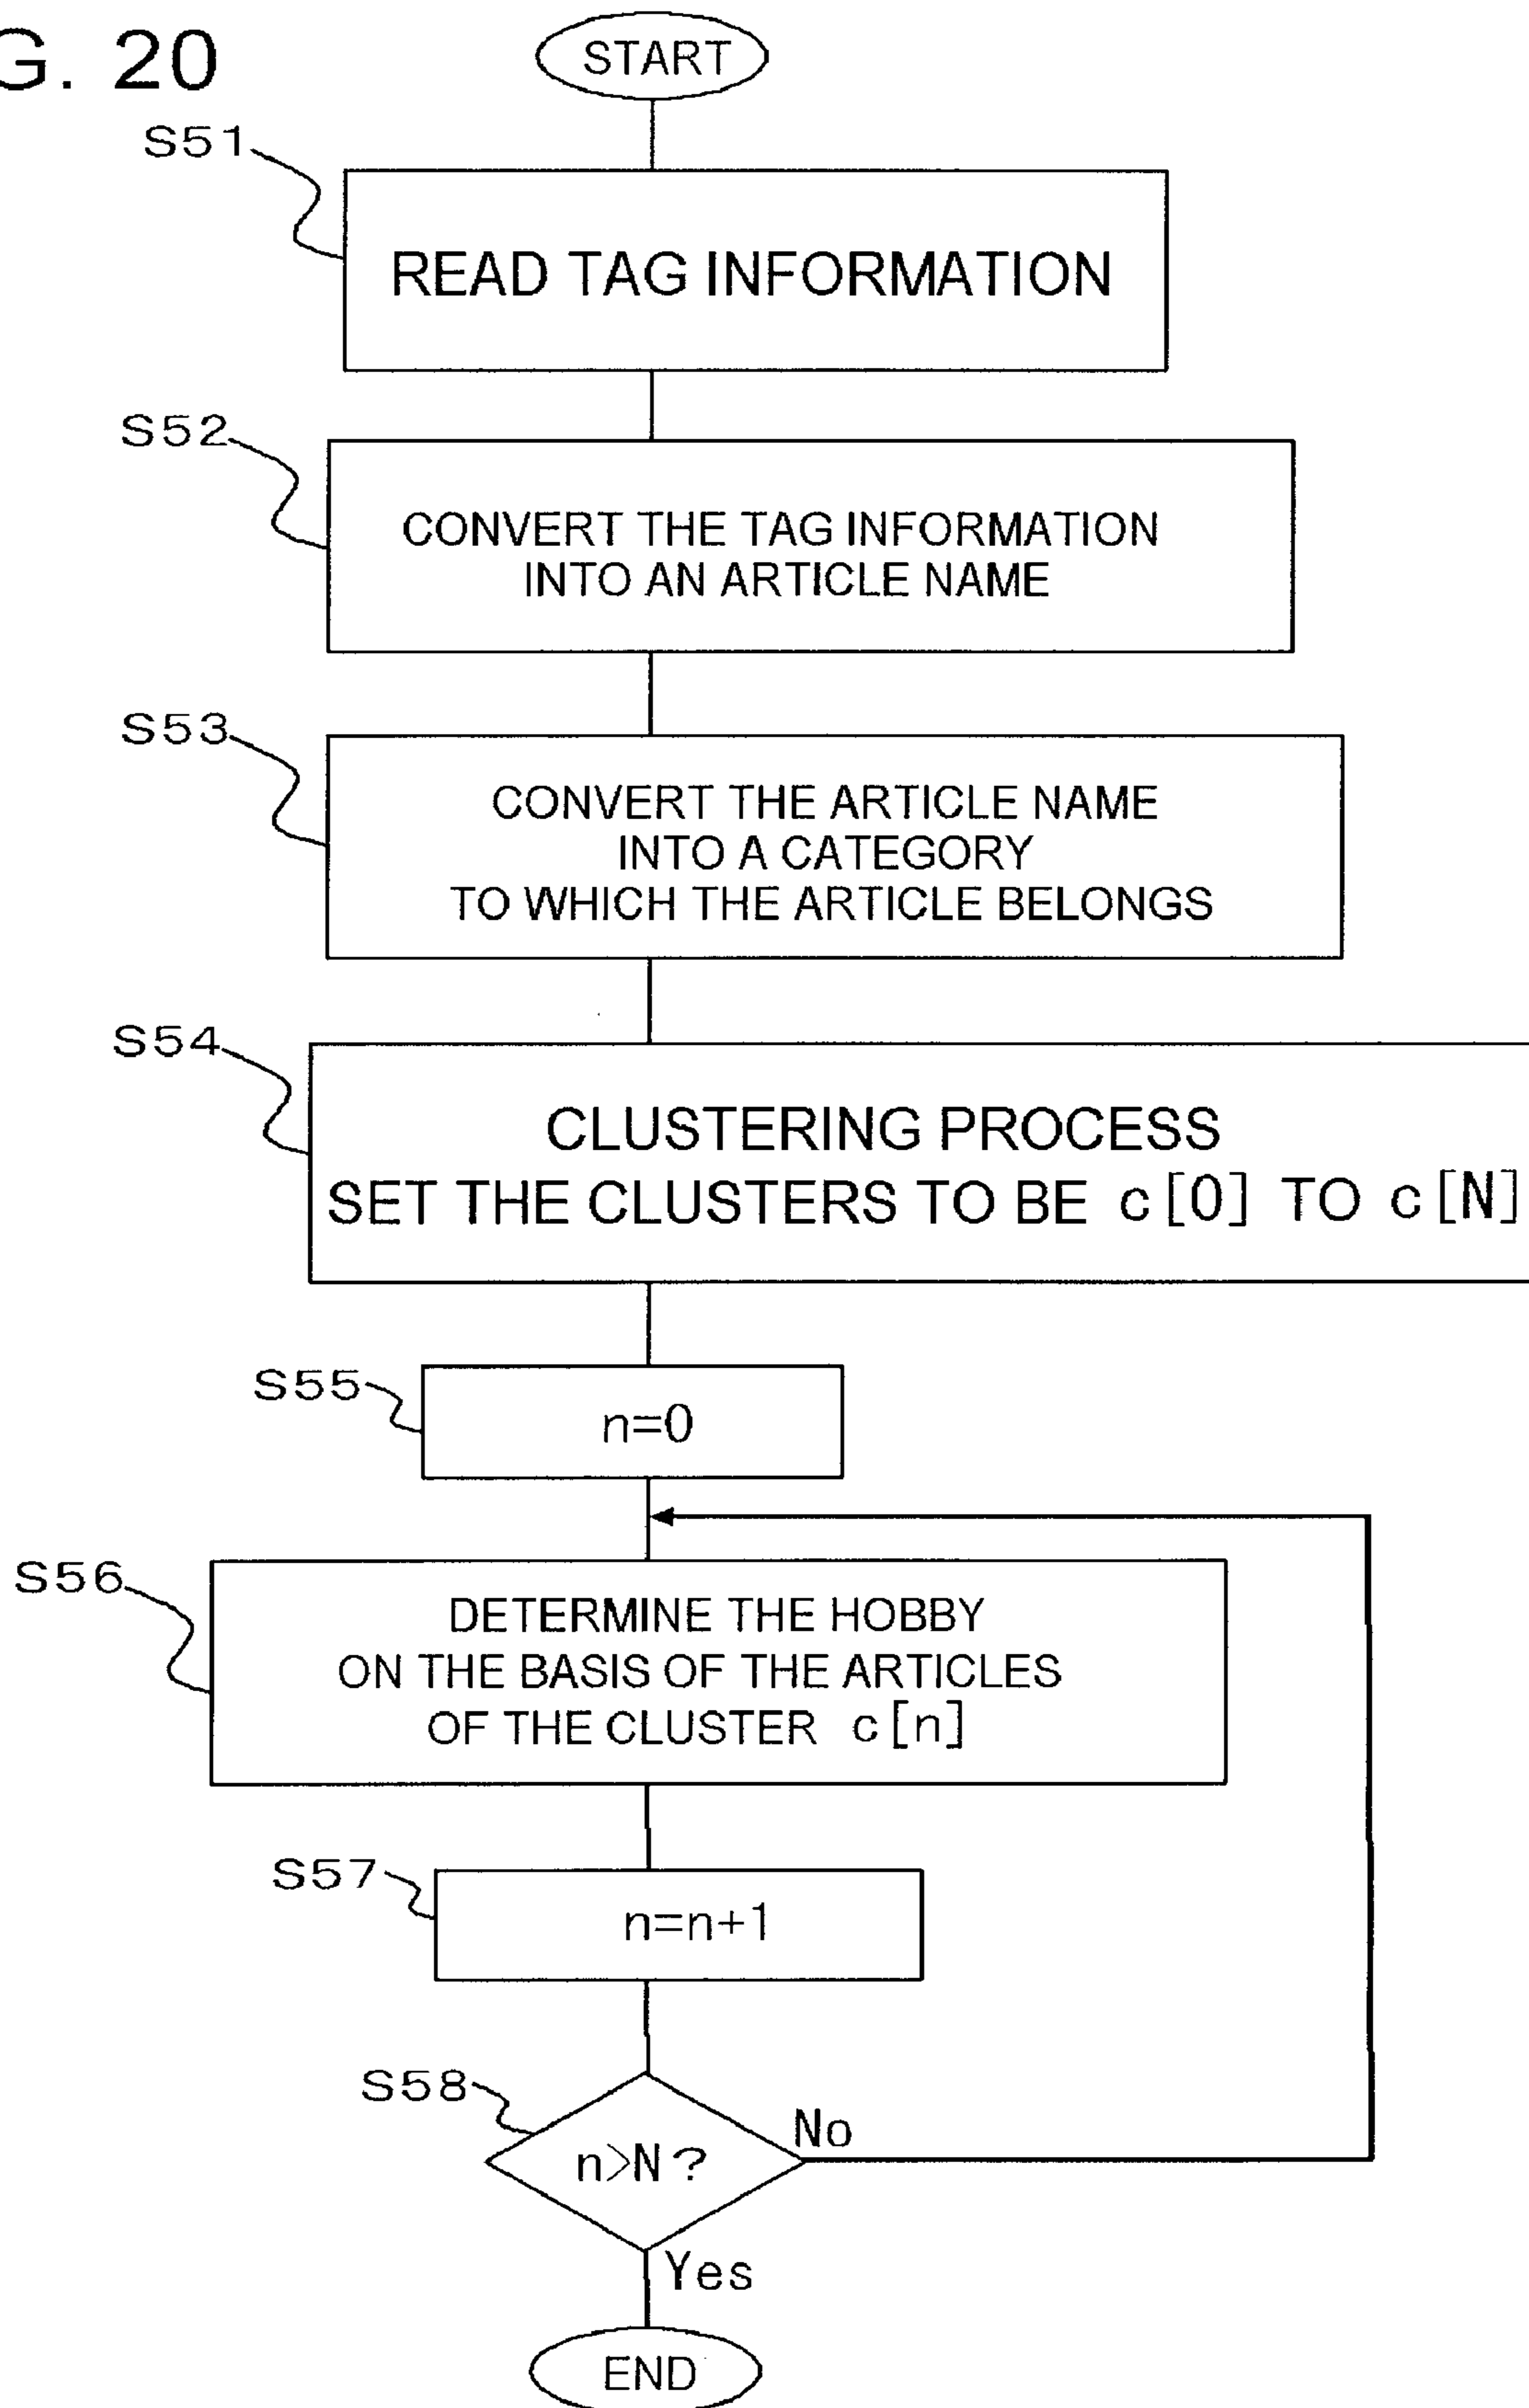 G. 20
START
S51
READ TAG INFORMATION
S52
CONVERT THE TAG INFORMATION
INTO AN ARTICLE NAME
S53
CONVERT THE ARTICLE NAME
INTO A CATEGORY
TO WHICH THE ARTICLE BELONGS
S54
CLUSTERING PROCESS
SET THE CLUSTERS TO BE c[0] TO c[N]
S55
n=0
S56
DETERMINE THE HOBBY
ON THE BASIS OF THE ARTICLES
OF THE CLUSTER c[n]
S57
n=n+1
S58
n>N?
No
Yes
END